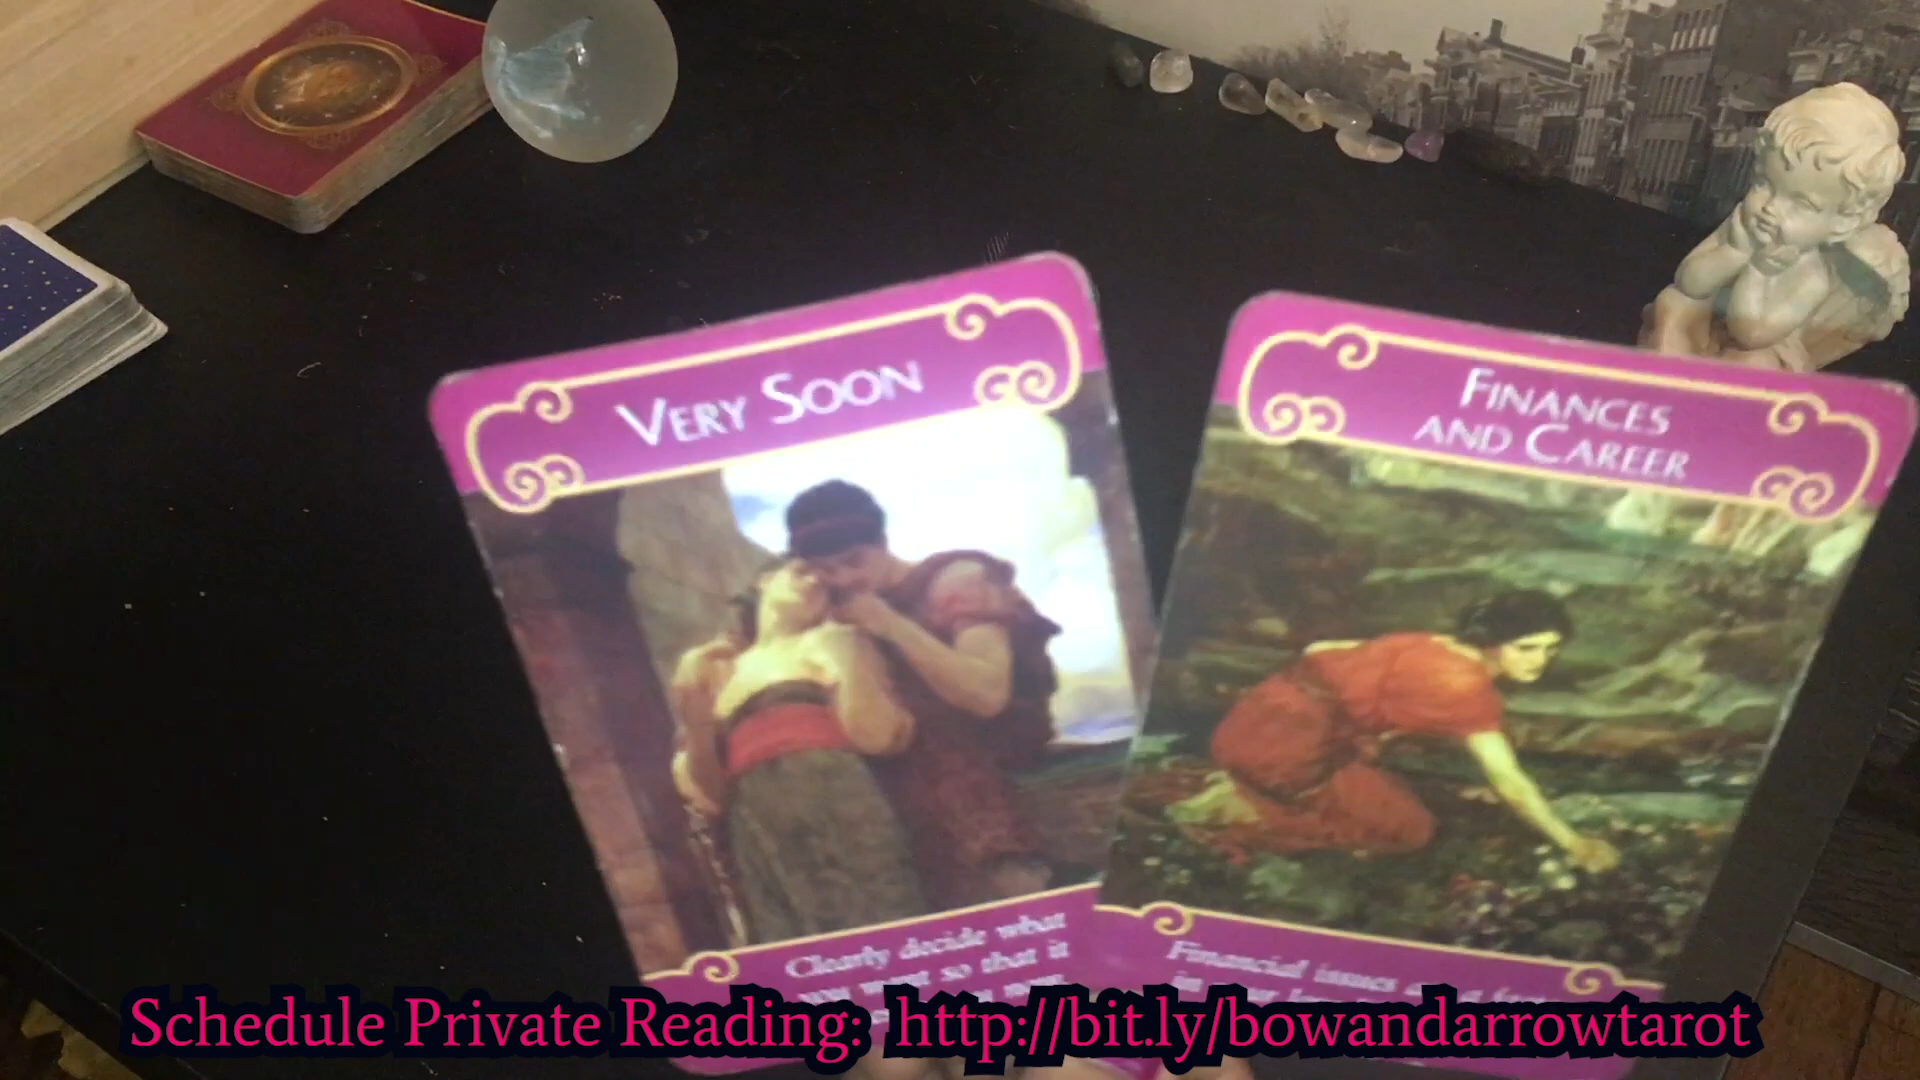 VERY SOON
FINANCES
AND CAREER
Clearly decide what
you want so that it
Financial issues
in
Schedule Private Reading: http://bit.ly/bowandarrowtarot